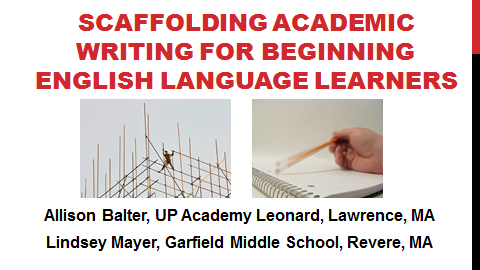 SCAFFOLDING ACADEMIC
WRITING FOR BEGINNING
ENGLISH LANGUAGE LEARNERS
Allison Balter, UP Academy Leonard, Lawrence, MA
Lindsey Mayer, Garfield Middle School, Revere, MA